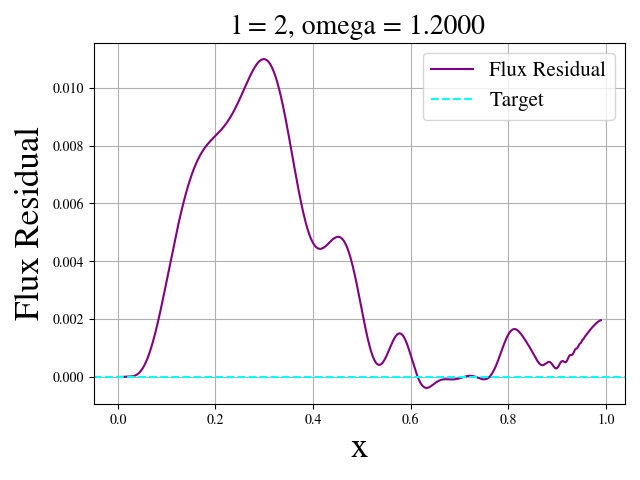 l = 2, omega = 1.2000
Flux Residual
Target
Flux Residual
0.010
0.008
0.006
0.004
0.002
0.000
0.0 0.2 0.4 0.6 0.8 1.0
x